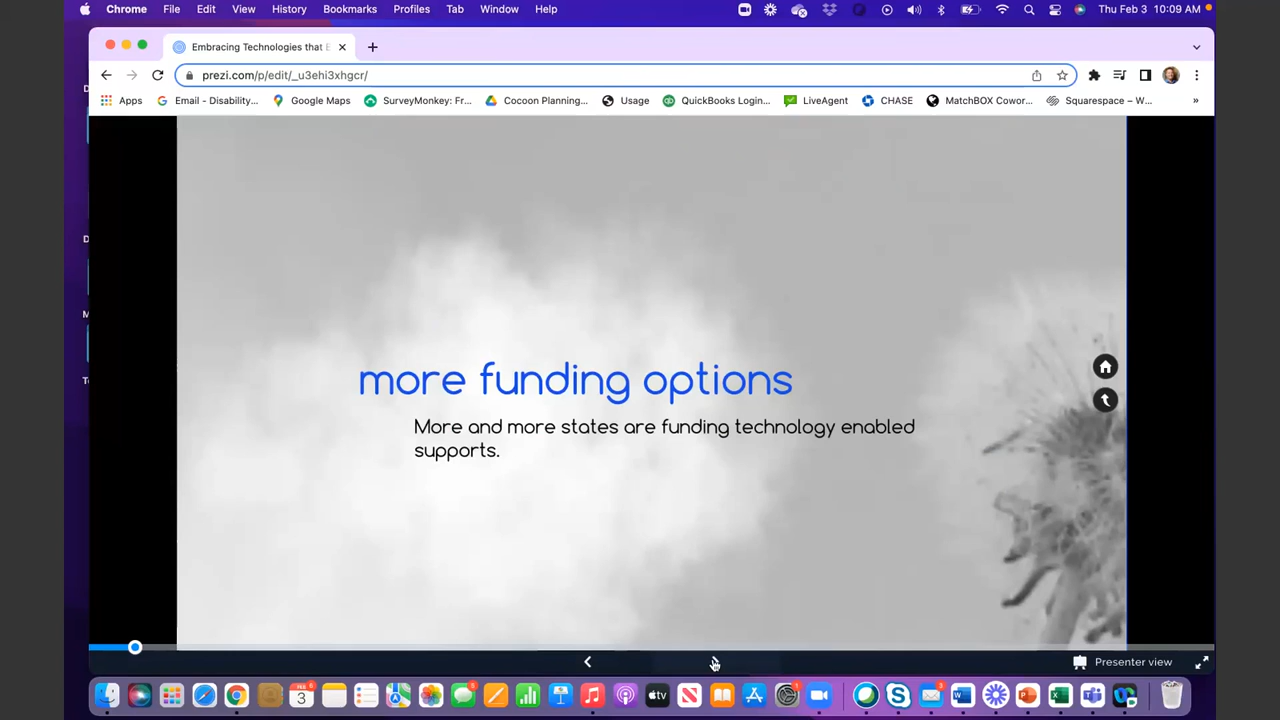 Chrome File Edit View History Bookmarks Profiles Tab Window Help Thu Feb 3 10:09 AM
Embracing Technologies that E
prezi.com/p/edit/_u3ehi3xhgcr/
Apps Email - Disability... Google Maps SurveyMonkey: Fr... Cocoon Planning... Usage QuickBooks Login... LiveAgent CHASE MatchBOX Cowor... Squarespace – W... »
more funding options
More and more states are funding technology enabled
supports.
Presenter view